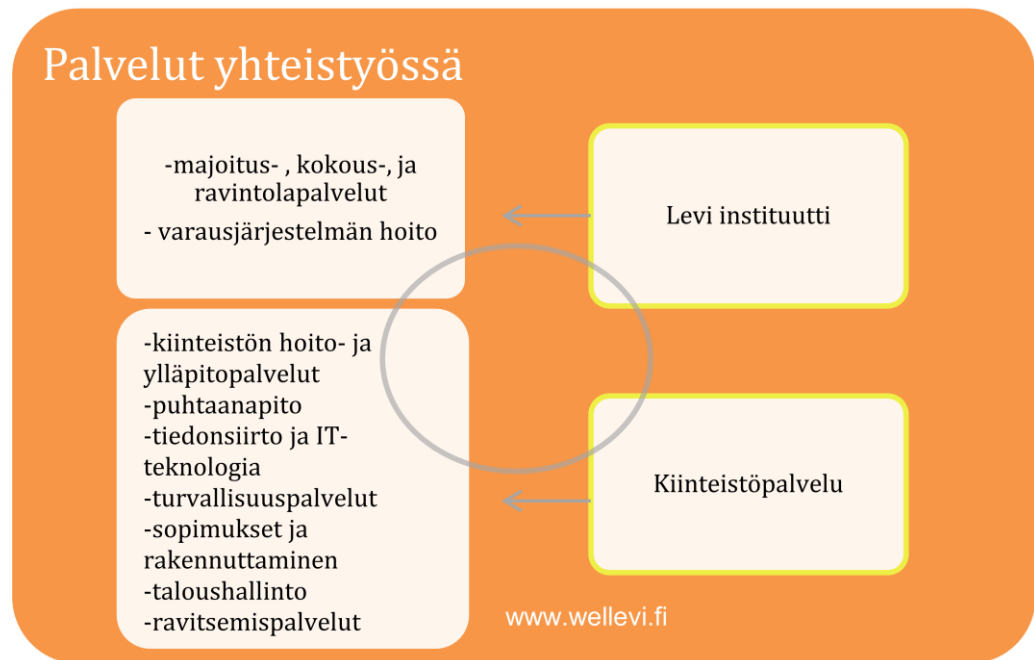 Palvelut yhteistyössä
-majoitus- , kokous-, ja
ravintolapalvelut
- varausjärjestelmän hoito
Levi instituutti
-kiinteistön hoito- ja
ylläpitopalvelut
-puhtaanapito
-tiedonsiirto ja IT-
teknologia
-turvallisuuspalvelut
-sopimukset ja
rakennuttaminen
-taloushallinto
-ravitsemispalvelut
Kiinteistöpalvelu
www.wellevi.fi